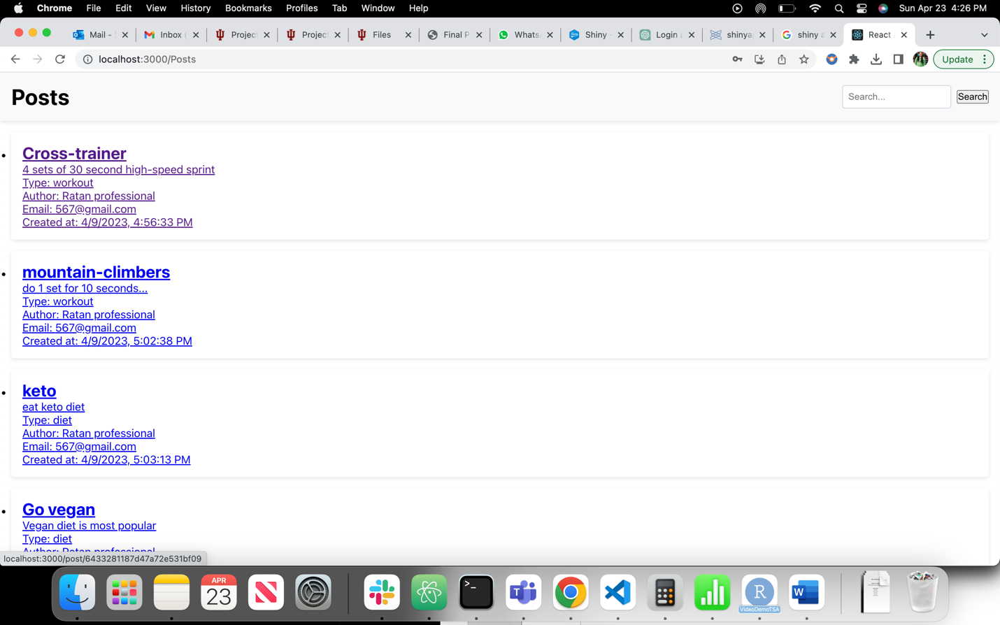 Chrome File Edit View History Bookmarks Profiles Tab Window Help Sun Apr 23 4:26 PM
Mail - Inbox Project Project Files Final P Whats Shiny - Login shinya shiny a React
localhost:3000/Posts Update
Posts
Search... Search
Cross-trainer
4 sets of 30 second high-speed sprint
Type: workout
Author: Ratan professional
Email: 567@gmail.com
Created at: 4/9/2023, 4:56:33 PM
mountain-climbers
do 1 set for 10 seconds...
Type: workout
Author: Ratan professional
Email: 567@gmail.com
Created at: 4/9/2023, 5:02:38 PM
keto
eat keto diet
Type: diet
Author: Ratan professional
Email: 567@gmail.com
Created at: 4/9/2023, 5:03:13 PM
Go vegan
Vegan diet is most popular
Type: diet
Author: Ratan professional
localhost:3000/post/6433281187d47a72e531bf09
APR
23
VideoDemoTSA